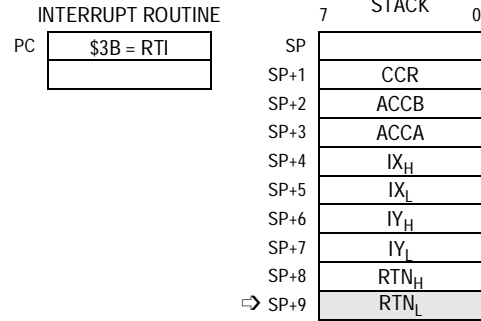 INTERRUPT ROUTINE
PC $3B = RTI
STACK
7 0
SP
SP+1 CCR
SP+2 ACCB
SP+3 ACCA
SP+4 IXH
SP+5 IXL
SP+6 IYH
SP+7 IYL
SP+8 RTNH
➩ SP+9 RTNL